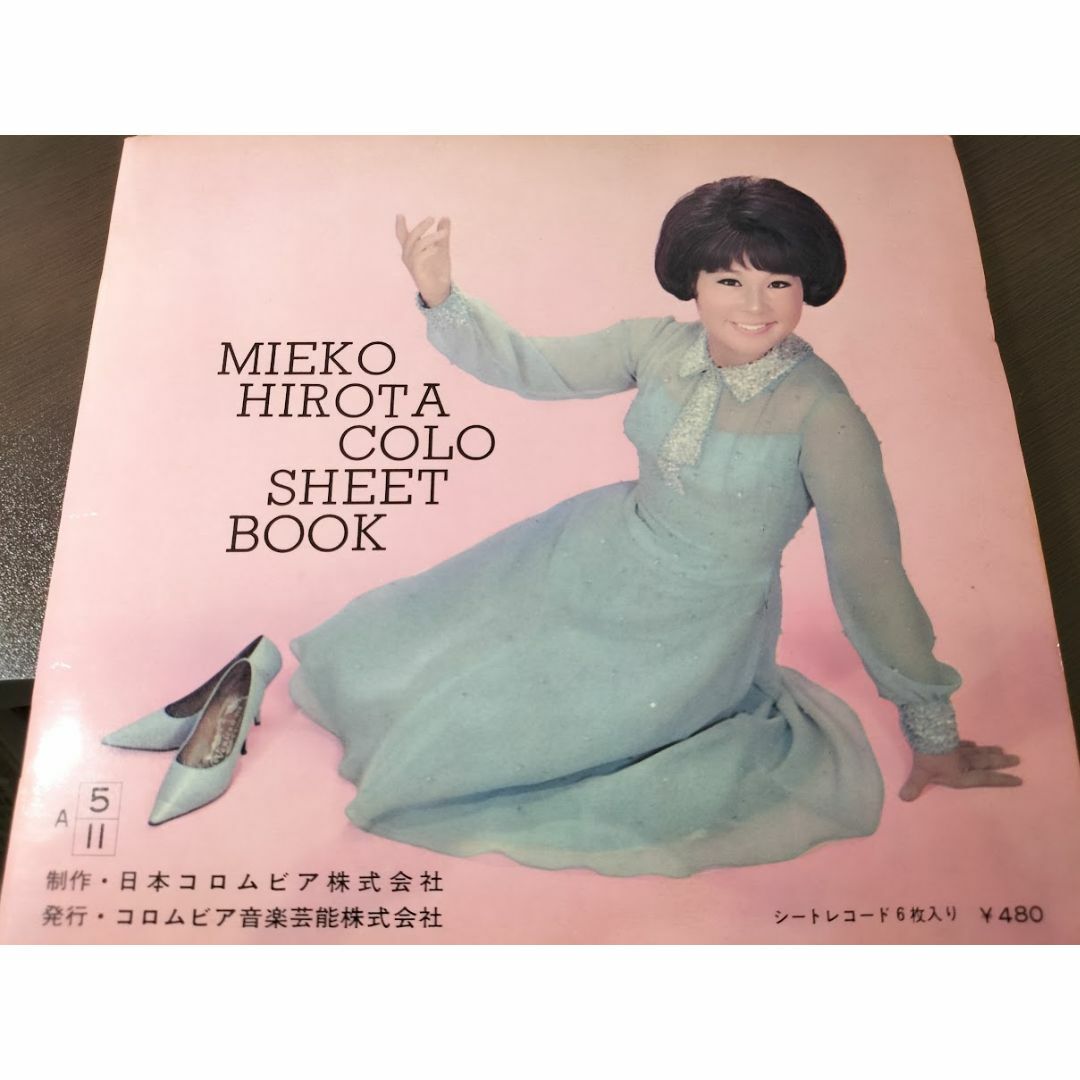 MIEKO
HIROTA
COLO
SHEET
BOOK
A
5
11
制作・日本コロムビア株式会社
発行・コロムビア音楽芸能株式会社
シートレコード6枚入り ¥480